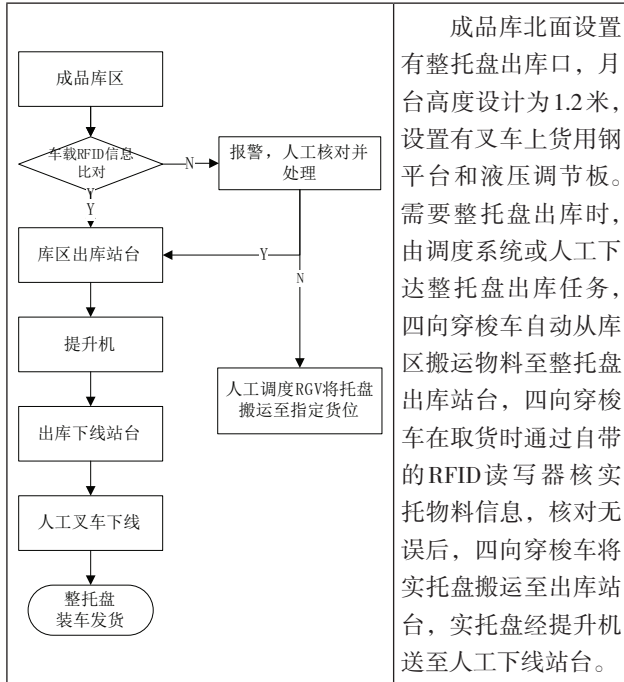 成品库区
车载RFID信息
比对
N
报警，人工核对并
处理
Y
Y
库区出库站台
Y
N
提升机
人工调度RGV将托盘
搬运至指定货位
出库下线站台
人工叉车下线
整托盘
装车发货
成品库北面设置
有整托盘出库口，月
台高度设计为1.2米，
设置有叉车上货用钢
平台和液压调节板。
需要整托盘出库时，
由调度系统或人工下
达整托盘出库任务，
四向穿梭车自动从库
区搬运物料至整托盘
出库站台，四向穿梭
车在取货时通过自带
的RFID读写器核实
托物料信息，核对无
误后，四向穿梭车将
实托盘搬运至出库站
台，实托盘经提升机
送至人工下线站台。